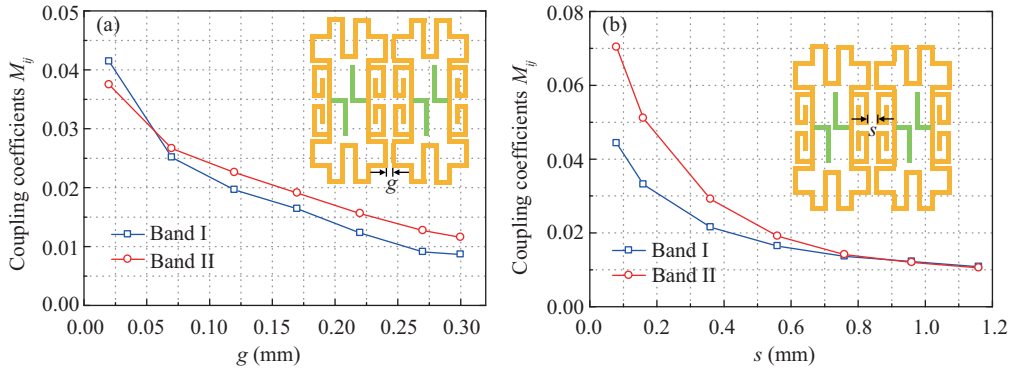 (a)
Coupling coefficients M_ij
0.05
0.04
0.03
0.02
0.01
0.00
g
Band I
Band II
0.00 0.05 0.10 0.15 0.20 0.25 0.30
g (mm)
(b)
Coupling coefficients M_ij
0.08
0.06
0.04
0.02
0.00
s
Band I
Band II
0.0 0.2 0.4 0.6 0.8 1.0 1.2
s (mm)